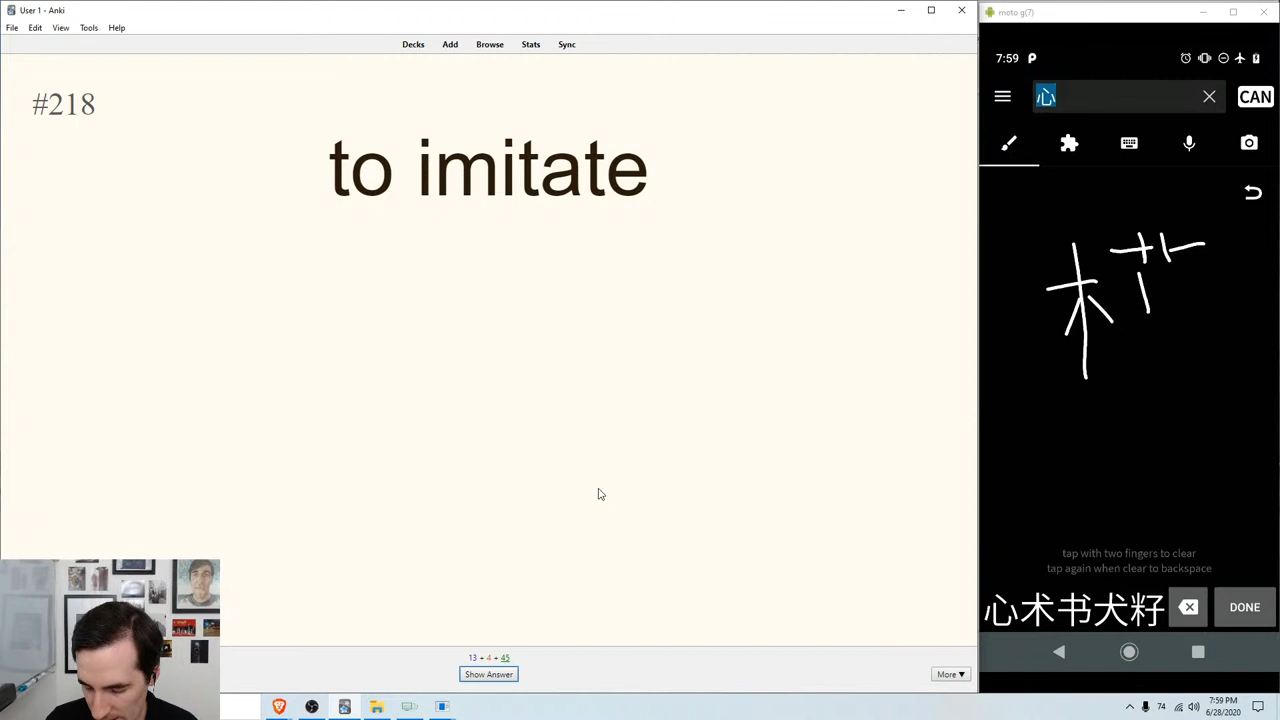 User 1 - Anki
File Edit View Tools Help
Decks Add Browse Stats Sync
#218
to imitate
13 + 4 + 45
Show Answer
More ▼
moto g(7)
7:59
心
CAN
tap with two fingers to clear
tap again when clear to backspace
心术书犬籽
DONE
74
7:59 PM
6/28/2020